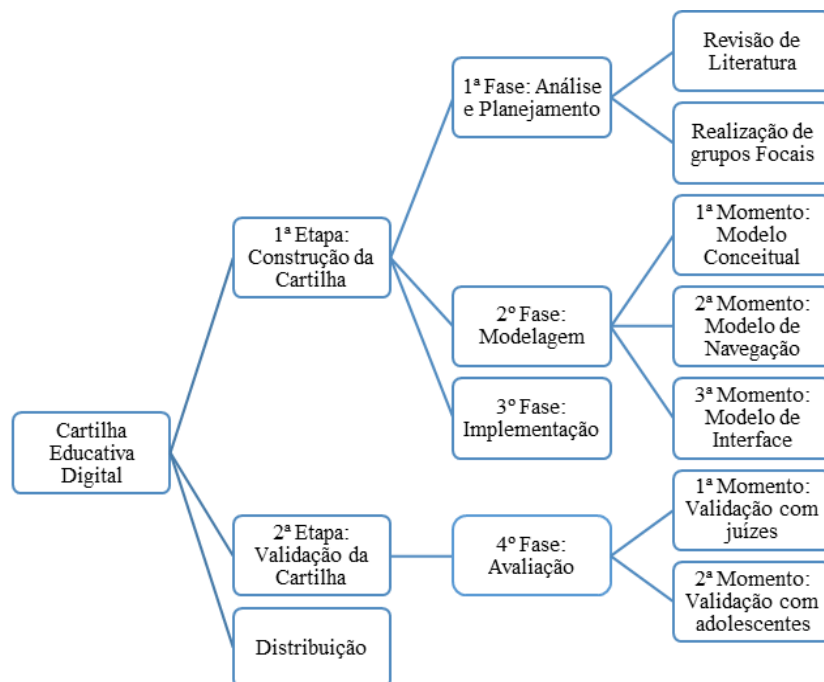 Cartilha
Educativa
Digital
1ª Etapa:
Construção da
Cartilha
1ª Fase: Análise
e Planejamento
Revisão de
Literatura
Realização de
grupos Focais
2º Fase:
Modelagem
1ª Momento:
Modelo
Conceitual
2ª Momento:
Modelo de
Navegação
3ª Momento:
Modelo de
Interface
3º Fase:
Implementação
2ª Etapa:
Validação da
Cartilha
4º Fase:
Avaliação
1ª Momento:
Validação com
juízes
2ª Momento:
Validação com
adolescentes
Distribuição